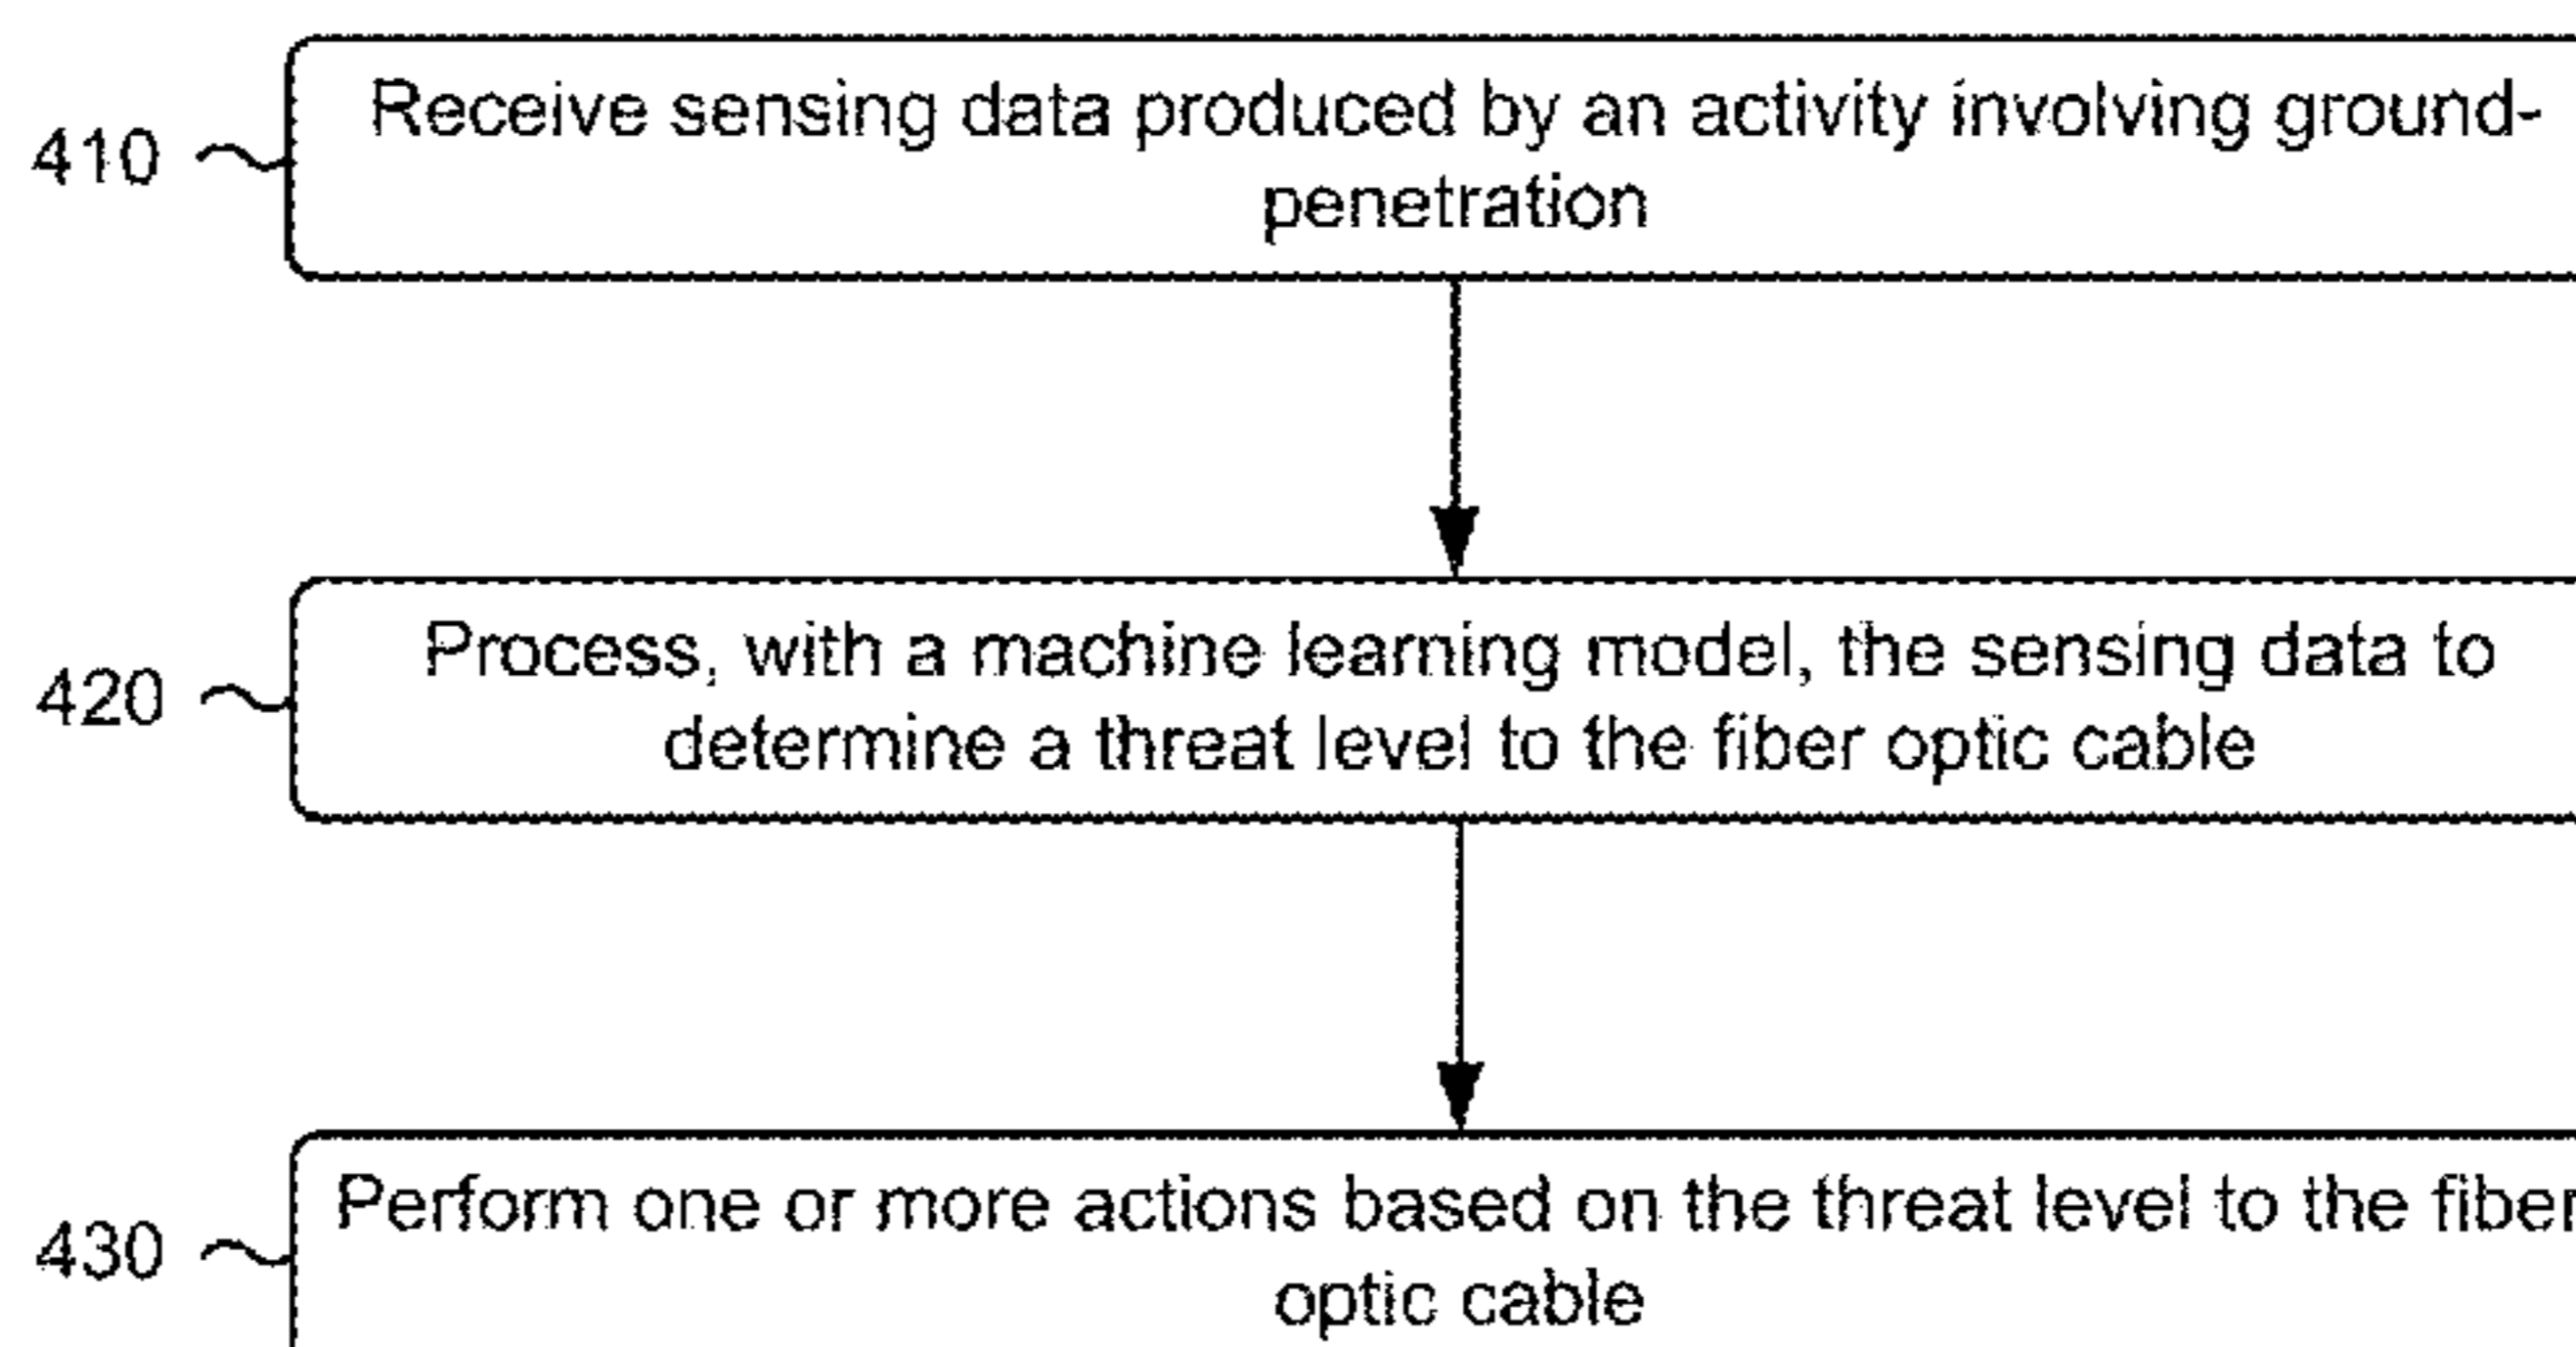 Receive sensing data produced by an activity involving ground-
410
penetration
Process, with a machine learning model, the sensing data to
420
determine a threat level to the fiber optic cable
Perform one or more actions based on the threat level to the fiber
430
optic cable